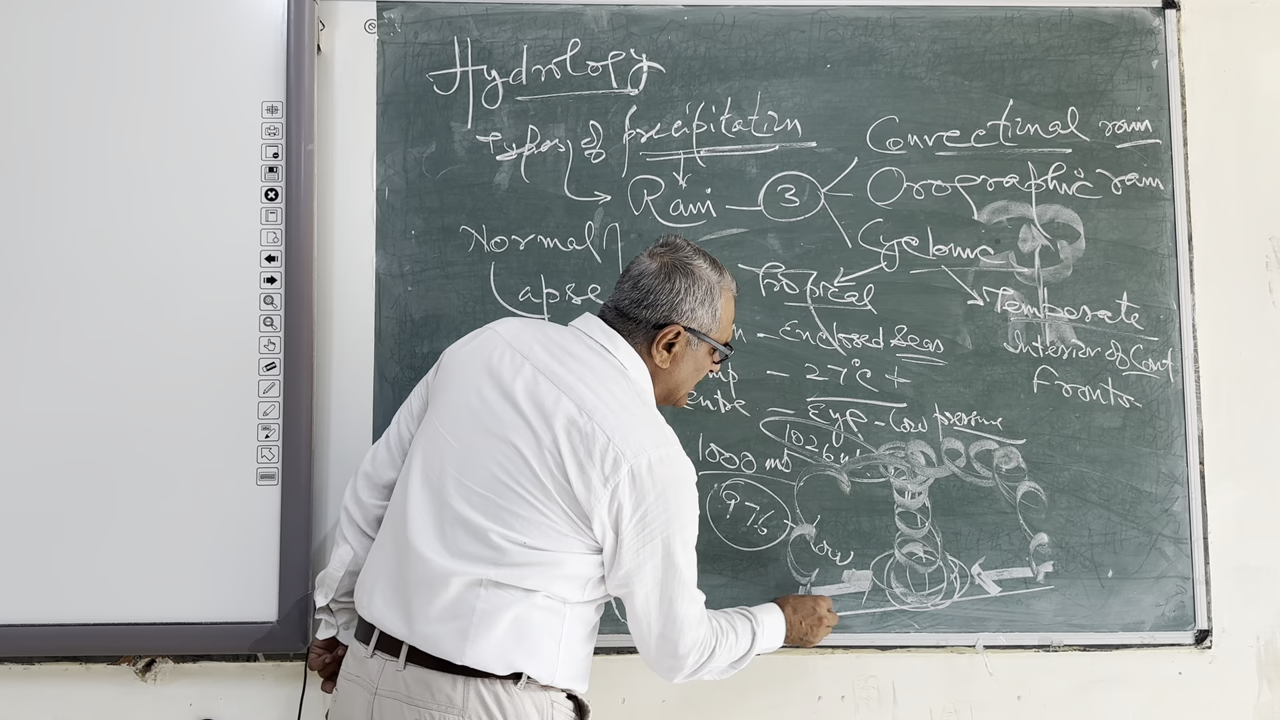 Hydrology
Types of precipitation
Convectional rain
Rain — 3
Orographic rain
Normal
Cyclonic
Lapse
Tropical
Temperate
- Enclosed Seas
Interior of Cont
- 27°C +
Fronts
- Exp - Low pressure
1026
1000 mb
976
Low